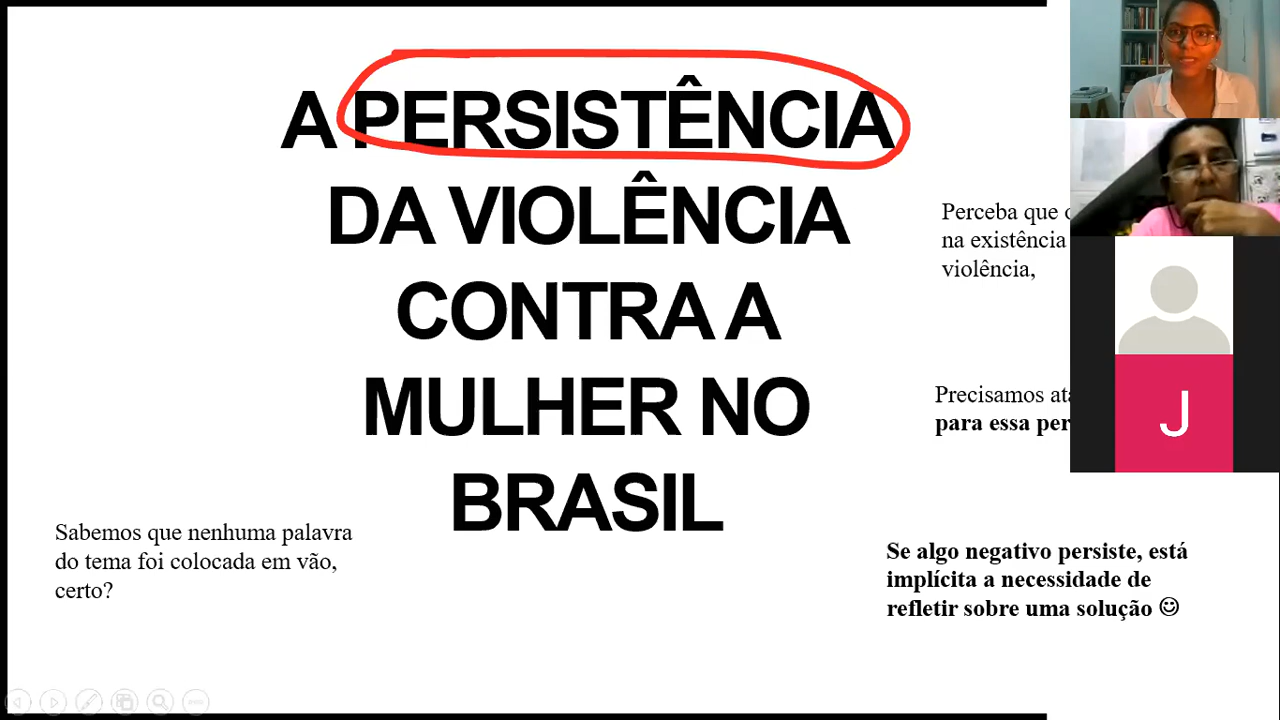 A PERSISTÊNCIA
DA VIOLÊNCIA
CONTRA A
MULHER NO
BRASIL
Perceba que
na existência
violência,
Precisamos
para essa
Se algo negativo persiste, está
implícita a necessidade de
refletir sobre uma solução ☺
Sabemos que nenhuma palavra
do tema foi colocada em vão,
certo?
J